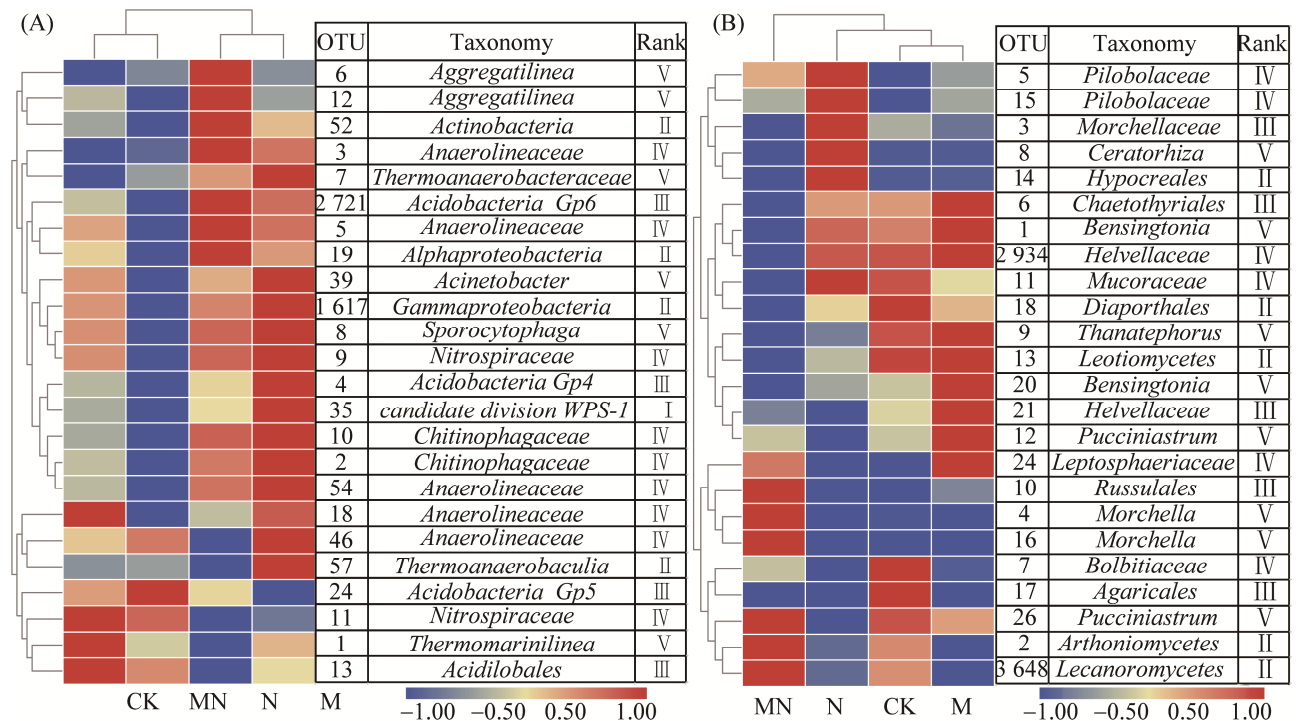 (A)
OTU Taxonomy Rank
6 Aggregatilinea Ⅴ
12 Aggregatilinea Ⅴ
52 Actinobacteria Ⅱ
3 Anaerolineaceae Ⅳ
7 Thermoanaerobacteraceae Ⅴ
2 721 Acidobacteria Gp6 Ⅲ
5 Anaerolineaceae Ⅳ
19 Alphaproteobacteria Ⅱ
39 Acinetobacter Ⅴ
1 617 Gammaproteobacteria Ⅱ
8 Sporocytophaga Ⅴ
9 Nitrospiraceae Ⅳ
4 Acidobacteria Gp4 Ⅲ
35 candidate division WPS-1 Ⅰ
10 Chitinophagaceae Ⅳ
2 Chitinophagaceae Ⅳ
54 Anaerolineaceae Ⅳ
18 Anaerolineaceae Ⅳ
46 Anaerolineaceae Ⅳ
57 Thermoanaerobaculia Ⅱ
24 Acidobacteria Gp5 Ⅲ
11 Nitrospiraceae Ⅳ
1 Thermomarinilinea Ⅴ
13 Acidilobales Ⅲ
CK MN N M
−1.00 −0.50 0.50 1.00
(B)
OTU Taxonomy Rank
5 Pilobolaceae Ⅳ
15 Pilobolaceae Ⅳ
3 Morchellaceae Ⅲ
8 Ceratorhiza Ⅴ
14 Hypocreales Ⅱ
6 Chaetothyriales Ⅲ
1 Bensingtonia Ⅴ
2 934 Helvellaceae Ⅳ
11 Mucoraceae Ⅳ
18 Diaporthales Ⅱ
9 Thanatephorus Ⅴ
13 Leotiomycetes Ⅱ
20 Bensingtonia Ⅴ
21 Helvellaceae Ⅲ
12 Pucciniastrum Ⅴ
24 Leptosphaeriaceae Ⅳ
10 Russulales Ⅲ
4 Morchella Ⅴ
16 Morchella Ⅴ
7 Bolbitiaceae Ⅳ
17 Agaricales Ⅲ
26 Pucciniastrum Ⅴ
2 Arthoniomycetes Ⅱ
3 648 Lecanoromycetes Ⅱ
MN N CK M
−1.00 −0.50 0.50 1.00